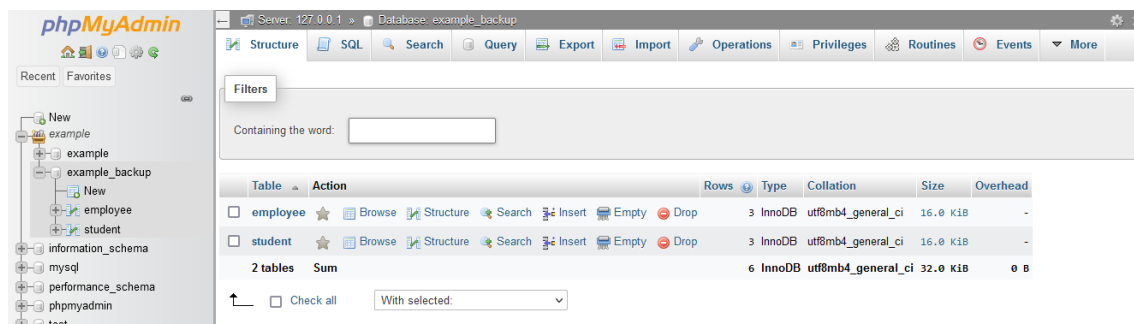 phpMyAdmin
Recent Favorites
New
example
example
example_backup
New
employee
student
information_schema
mysql
performance_schema
phpmyadmin
test
Server: 127.0.0.1 » Database: example_backup
Structure SQL Search Query Export Import Operations Privileges Routines Events More
Filters
Containing the word:
Table Action Rows Type Collation Size Overhead
employee Browse Structure Search Insert Empty Drop 3 InnoDB utf8mb4_general_ci 16.0 KiB -
student Browse Structure Search Insert Empty Drop 3 InnoDB utf8mb4_general_ci 16.0 KiB -
2 tables Sum 6 InnoDB utf8mb4_general_ci 32.0 KiB 0 B
Check all With selected: